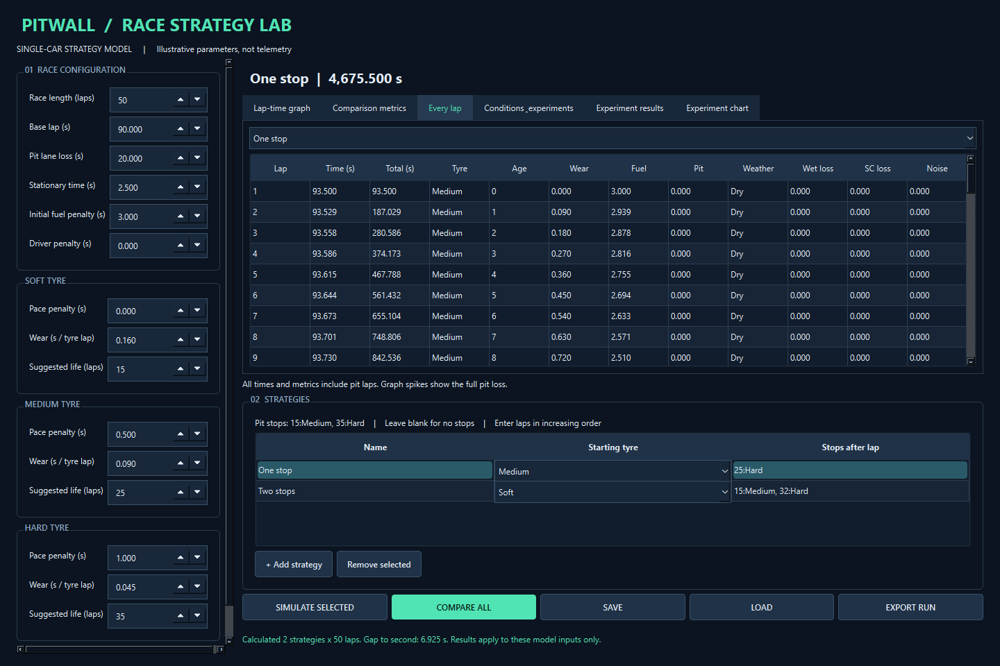 PITWALL / RACE STRATEGY LAB
SINGLE-CAR STRATEGY MODEL | Illustrative parameters, not telemetry
01 RACE CONFIGURATION
Race length (laps) 50
Base lap (s) 90.000
Pit lane loss (s) 20.000
Stationary time (s) 2.500
Initial fuel penalty (s) 3.000
Driver penalty (s) 0.000
SOFT TYRE
Pace penalty (s) 0.000
Wear (s / tyre lap) 0.160
Suggested life (laps) 15
MEDIUM TYRE
Pace penalty (s) 0.500
Wear (s / tyre lap) 0.090
Suggested life (laps) 25
HARD TYRE
Pace penalty (s) 1.000
Wear (s / tyre lap) 0.045
Suggested life (laps) 35
One stop | 4,675.500 s
Lap-time graph Comparison metrics Every lap Conditions_experiments Experiment results Experiment chart
One stop
Lap Time (s) Total (s) Tyre Age Wear Fuel Pit Weather Wet loss SC loss Noise
1 93.500 93.500 Medium 0 0.000 3.000 0.000 Dry 0.000 0.000 0.000
2 93.529 187.029 Medium 1 0.090 2.939 0.000 Dry 0.000 0.000 0.000
3 93.558 280.586 Medium 2 0.180 2.878 0.000 Dry 0.000 0.000 0.000
4 93.586 374.173 Medium 3 0.270 2.816 0.000 Dry 0.000 0.000 0.000
5 93.615 467.788 Medium 4 0.360 2.755 0.000 Dry 0.000 0.000 0.000
6 93.644 561.432 Medium 5 0.450 2.694 0.000 Dry 0.000 0.000 0.000
7 93.673 655.104 Medium 6 0.540 2.633 0.000 Dry 0.000 0.000 0.000
8 93.701 748.806 Medium 7 0.630 2.571 0.000 Dry 0.000 0.000 0.000
9 93.730 842.536 Medium 8 0.720 2.510 0.000 Dry 0.000 0.000 0.000
All times and metrics include pit laps. Graph spikes show the full pit loss.
02 STRATEGIES
Pit stops: 15:Medium, 35:Hard | Leave blank for no stops | Enter laps in increasing order
Name Starting tyre Stops after lap
One stop Medium 25:Hard
Two stops Soft 15:Medium, 32:Hard
+ Add strategy Remove selected
SIMULATE SELECTED COMPARE ALL SAVE LOAD EXPORT RUN
Calculated 2 strategies x 50 laps. Gap to second: 6.925 s. Results apply to these model inputs only.